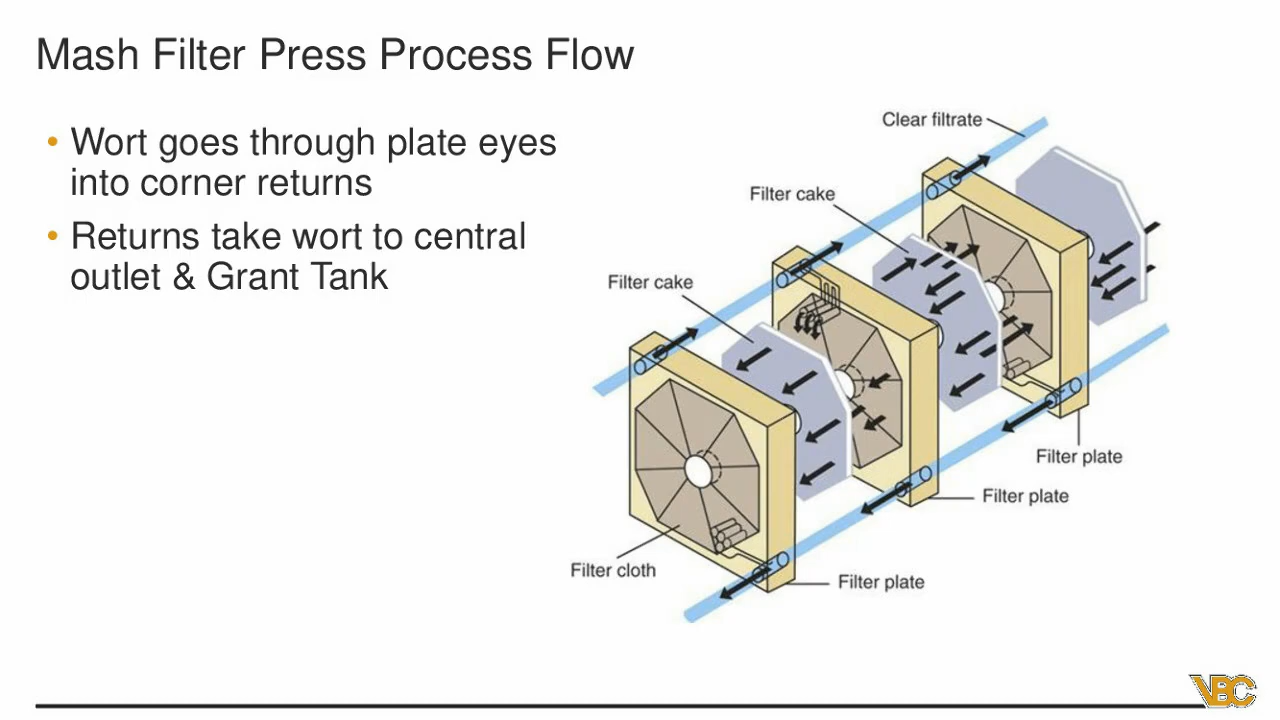 Mash Filter Press Process Flow
• Wort goes through plate eyes
into corner returns
• Returns take wort to central
outlet & Grant Tank
Clear filtrate
Filter cake
Filter cake
Filter plate
Filter plate
Filter cloth
Filter plate
VBC